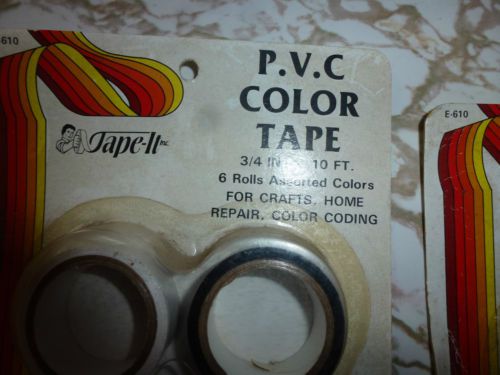 E-610
P.V.C
COLOR
TAPE
Tape-It Inc.
3/4 IN. 10 FT.
6 Rolls Assorted Colors
FOR CRAFTS, HOME
REPAIR, COLOR CODING
E-610